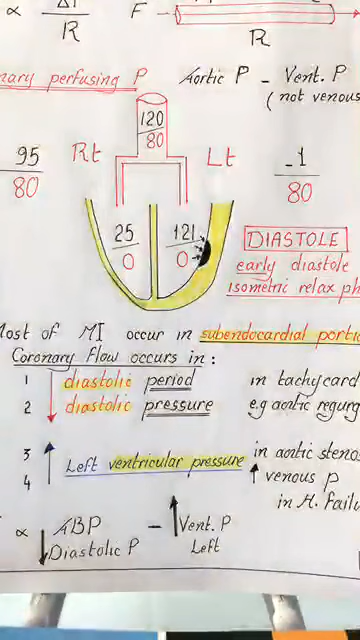 ∝ ΔP F -
R R
nary perfusing P Aortic P - Vent. P
(not venous
120
80
95 Rt Lt -1
80 80
25 121
0 0
DIASTOLE
early diastole
isometric relax ph
Most of MI occur in subendocardial portio
Coronary Flow occurs in:
1 diastolic period in tachycard
2 diastolic pressure e.g aortic regurg
3 in aortic steno
Left ventricular pressure
4 ↑ venous p
in H. failu
∝ ABP - ↑ Vent. P
↓ Diastolic P Left